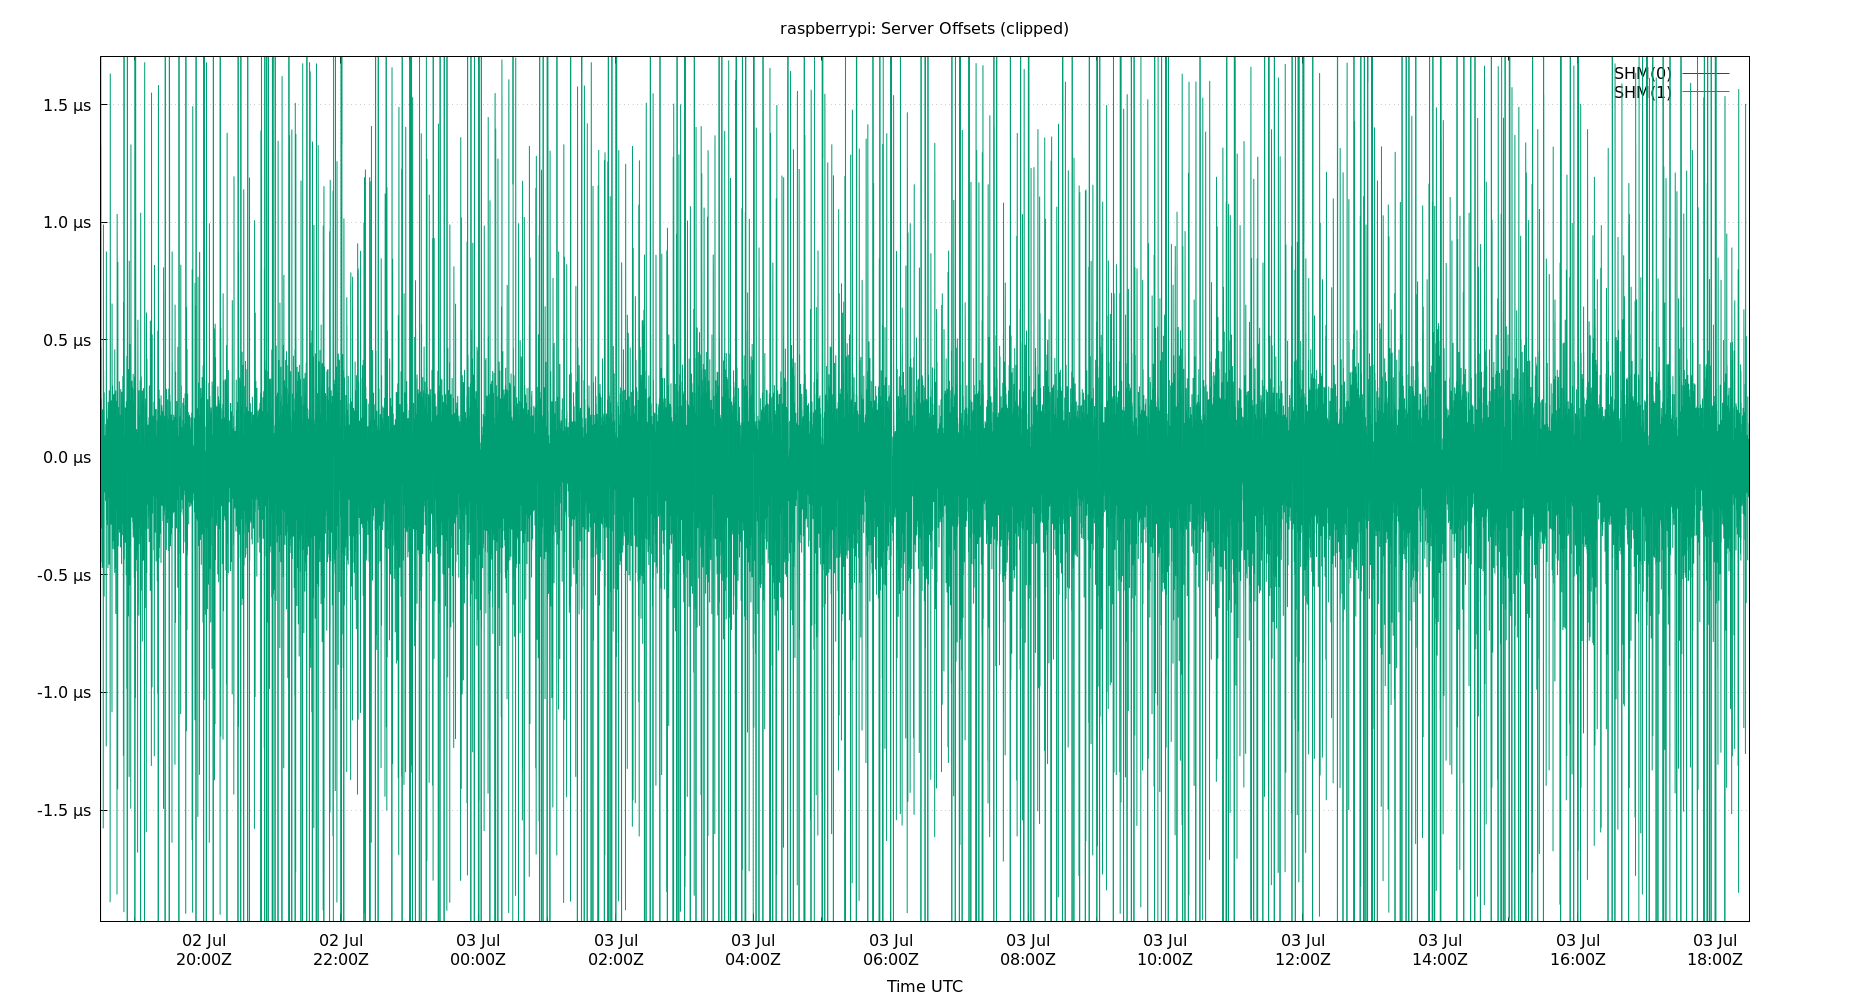 raspberrypi: Server Offsets (clipped)
SHM(0)
SHM(1)
1.5 µs
1.0 µs
0.5 µs
0.0 µs
-0.5 µs
-1.0 µs
-1.5 µs
02 Jul 02 Jul 03 Jul 03 Jul 03 Jul 03 Jul 03 Jul 03 Jul 03 Jul 03 Jul 03 Jul 03 Jul
20:00Z 22:00Z 00:00Z 02:00Z 04:00Z 06:00Z 08:00Z 10:00Z 12:00Z 14:00Z 16:00Z 18:00Z
Time UTC